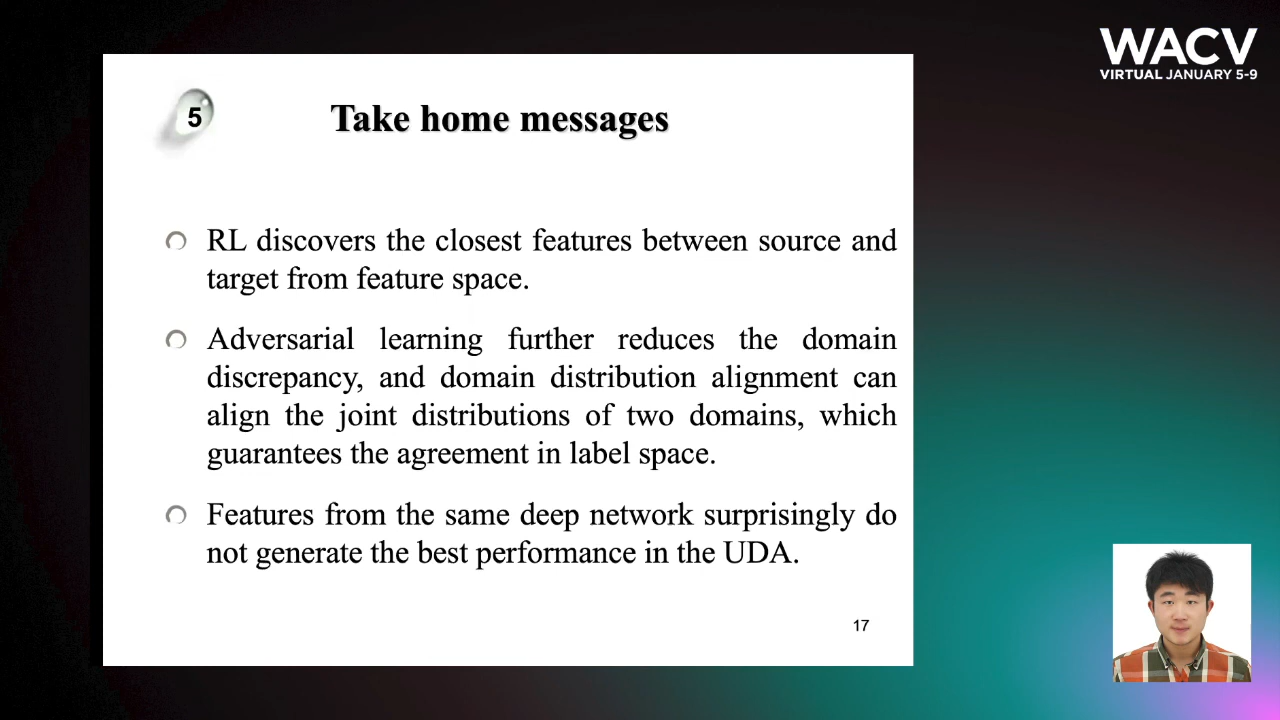 WACV
VIRTUAL JANUARY 5-9
5
Take home messages
RL discovers the closest features between source and
target from feature space.
Adversarial learning further reduces the domain
discrepancy, and domain distribution alignment can
align the joint distributions of two domains, which
guarantees the agreement in label space.
Features from the same deep network surprisingly do
not generate the best performance in the UDA.
17